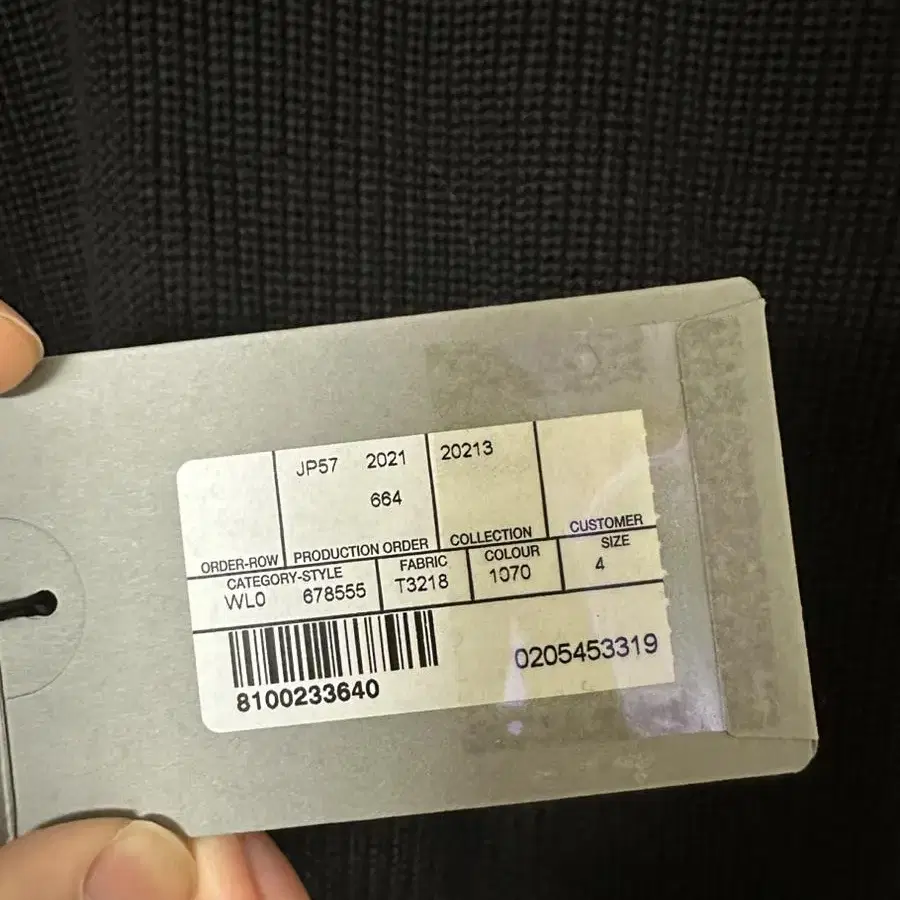 JP57 2021 20213
664
ORDER-ROW PRODUCTION ORDER COLLECTION CUSTOMER
CATEGORY-STYLE FABRIC COLOUR SIZE
WL0 678555 T3218 1070 4
8100233640 0205453319